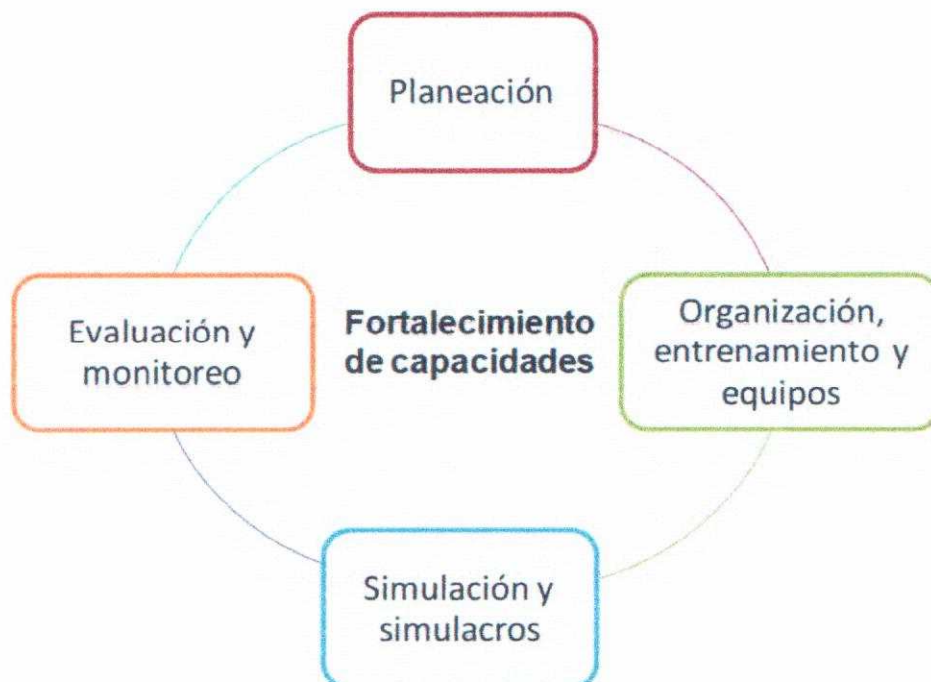 Planeación
Fortalecimiento
de capacidades
Organización,
entrenamiento y
equipos
Evaluación y
monitoreo
Simulación y
simulacros